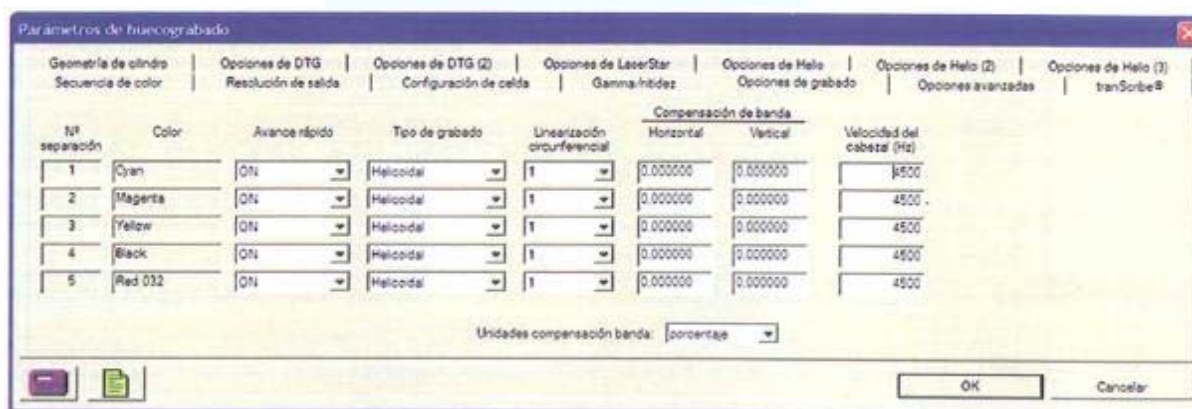 Parámetros de huecograbado
Geometría de cilindro Opciones de DTG Opciones de DTG (2) Opciones de LaserStar Opciones de Helio Opciones de Helio (2) Opciones de Helio (3)
Secuencia de color Resolución de salida Configuración de celda Gamma/nitidez Opciones de grabado Opciones avanzadas tranScribe®
Compensación de banda
Nº separación Color Avance rápido Tipo de grabado Linearización circunferencial Horizontal Vertical Velocidad del cabezal (Hz)
1 Cyan ON Helicoidal 1 0.000000 0.000000 4500
2 Magenta ON Helicoidal 1 0.000000 0.000000 4500
3 Yellow ON Helicoidal 1 0.000000 0.000000 4500
4 Black ON Helicoidal 1 0.000000 0.000000 4500
5 Red 032 ON Helicoidal 1 0.000000 0.000000 4500
Unidades compensación banda: porcentaje
OK Cancelar